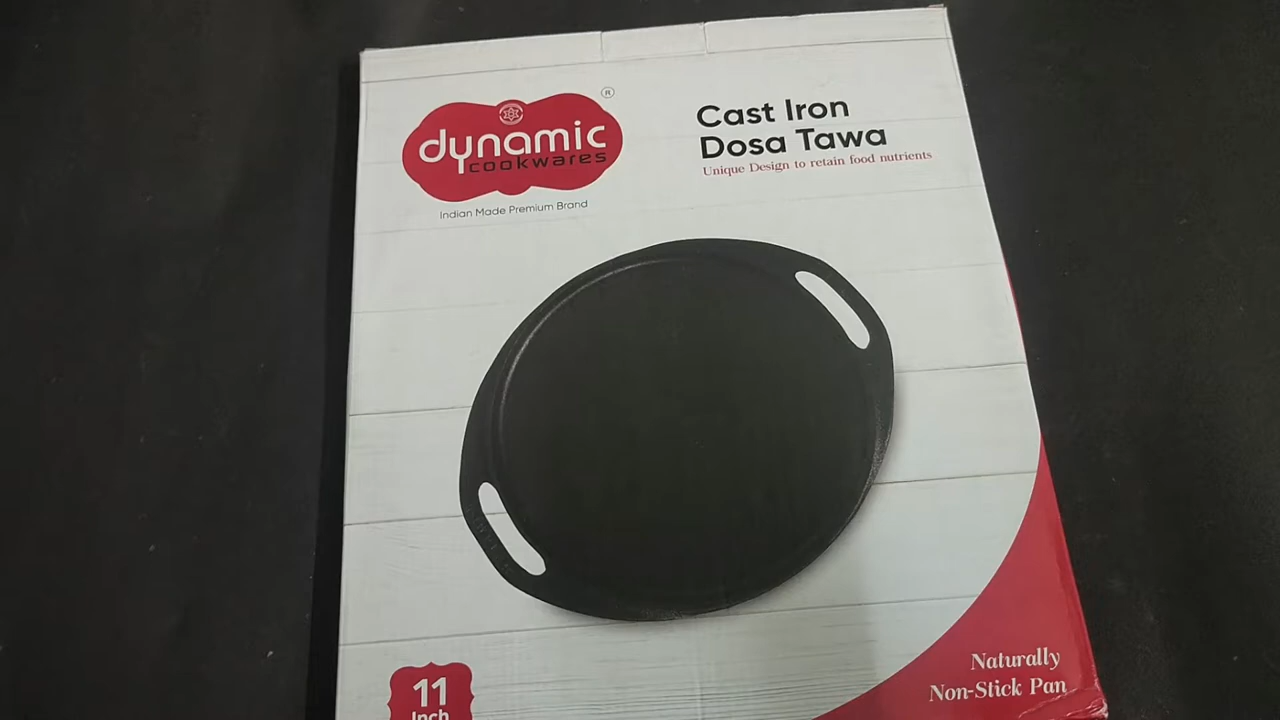 ®
dynamic
cookwares
Indian Made Premium Brand
Cast Iron
Dosa Tawa
Unique Design to retain food nutrients
11
Inch
Naturally
Non-Stick Pan